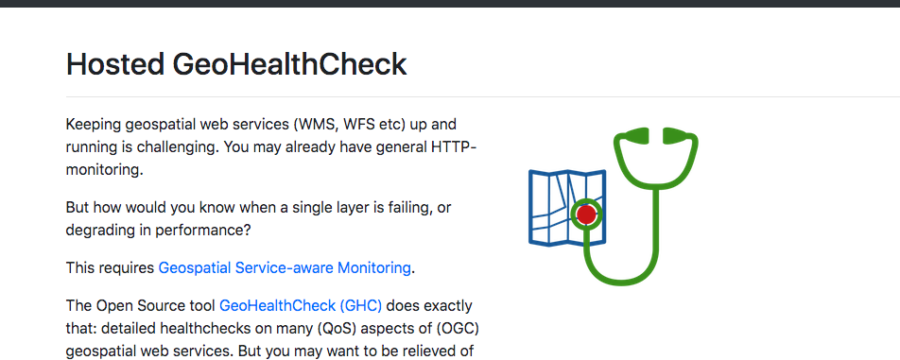 Hosted GeoHealthCheck
Keeping geospatial web services (WMS, WFS etc) up and
running is challenging. You may already have general HTTP-
monitoring.
But how would you know when a single layer is failing, or
degrading in performance?
This requires Geospatial Service-aware Monitoring.
The Open Source tool GeoHealthCheck (GHC) does exactly
that: detailed healthchecks on many (QoS) aspects of (OGC)
geospatial web services. But you may want to be relieved of